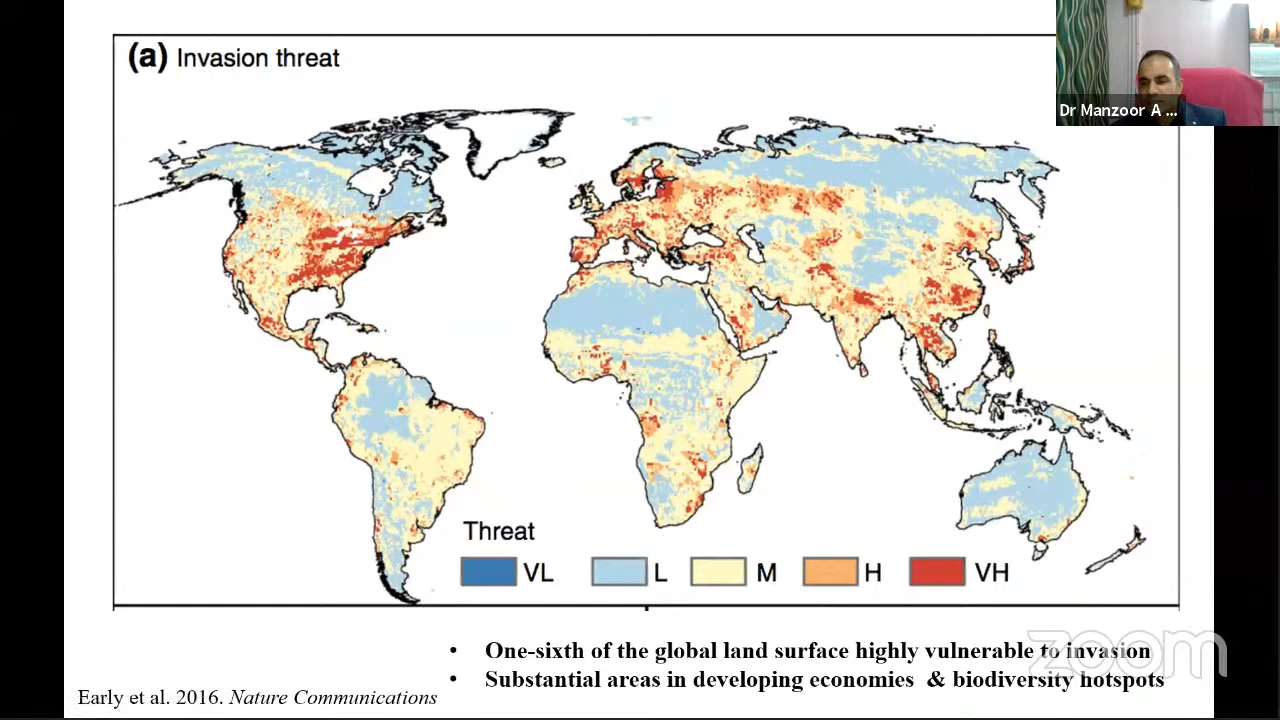 (a) Invasion threat
Dr Manzoor A ...
Threat
VL L M H VH
• One-sixth of the global land surface highly vulnerable to invasion
• Substantial areas in developing economies & biodiversity hotspots
zoom
Early et al. 2016. Nature Communications